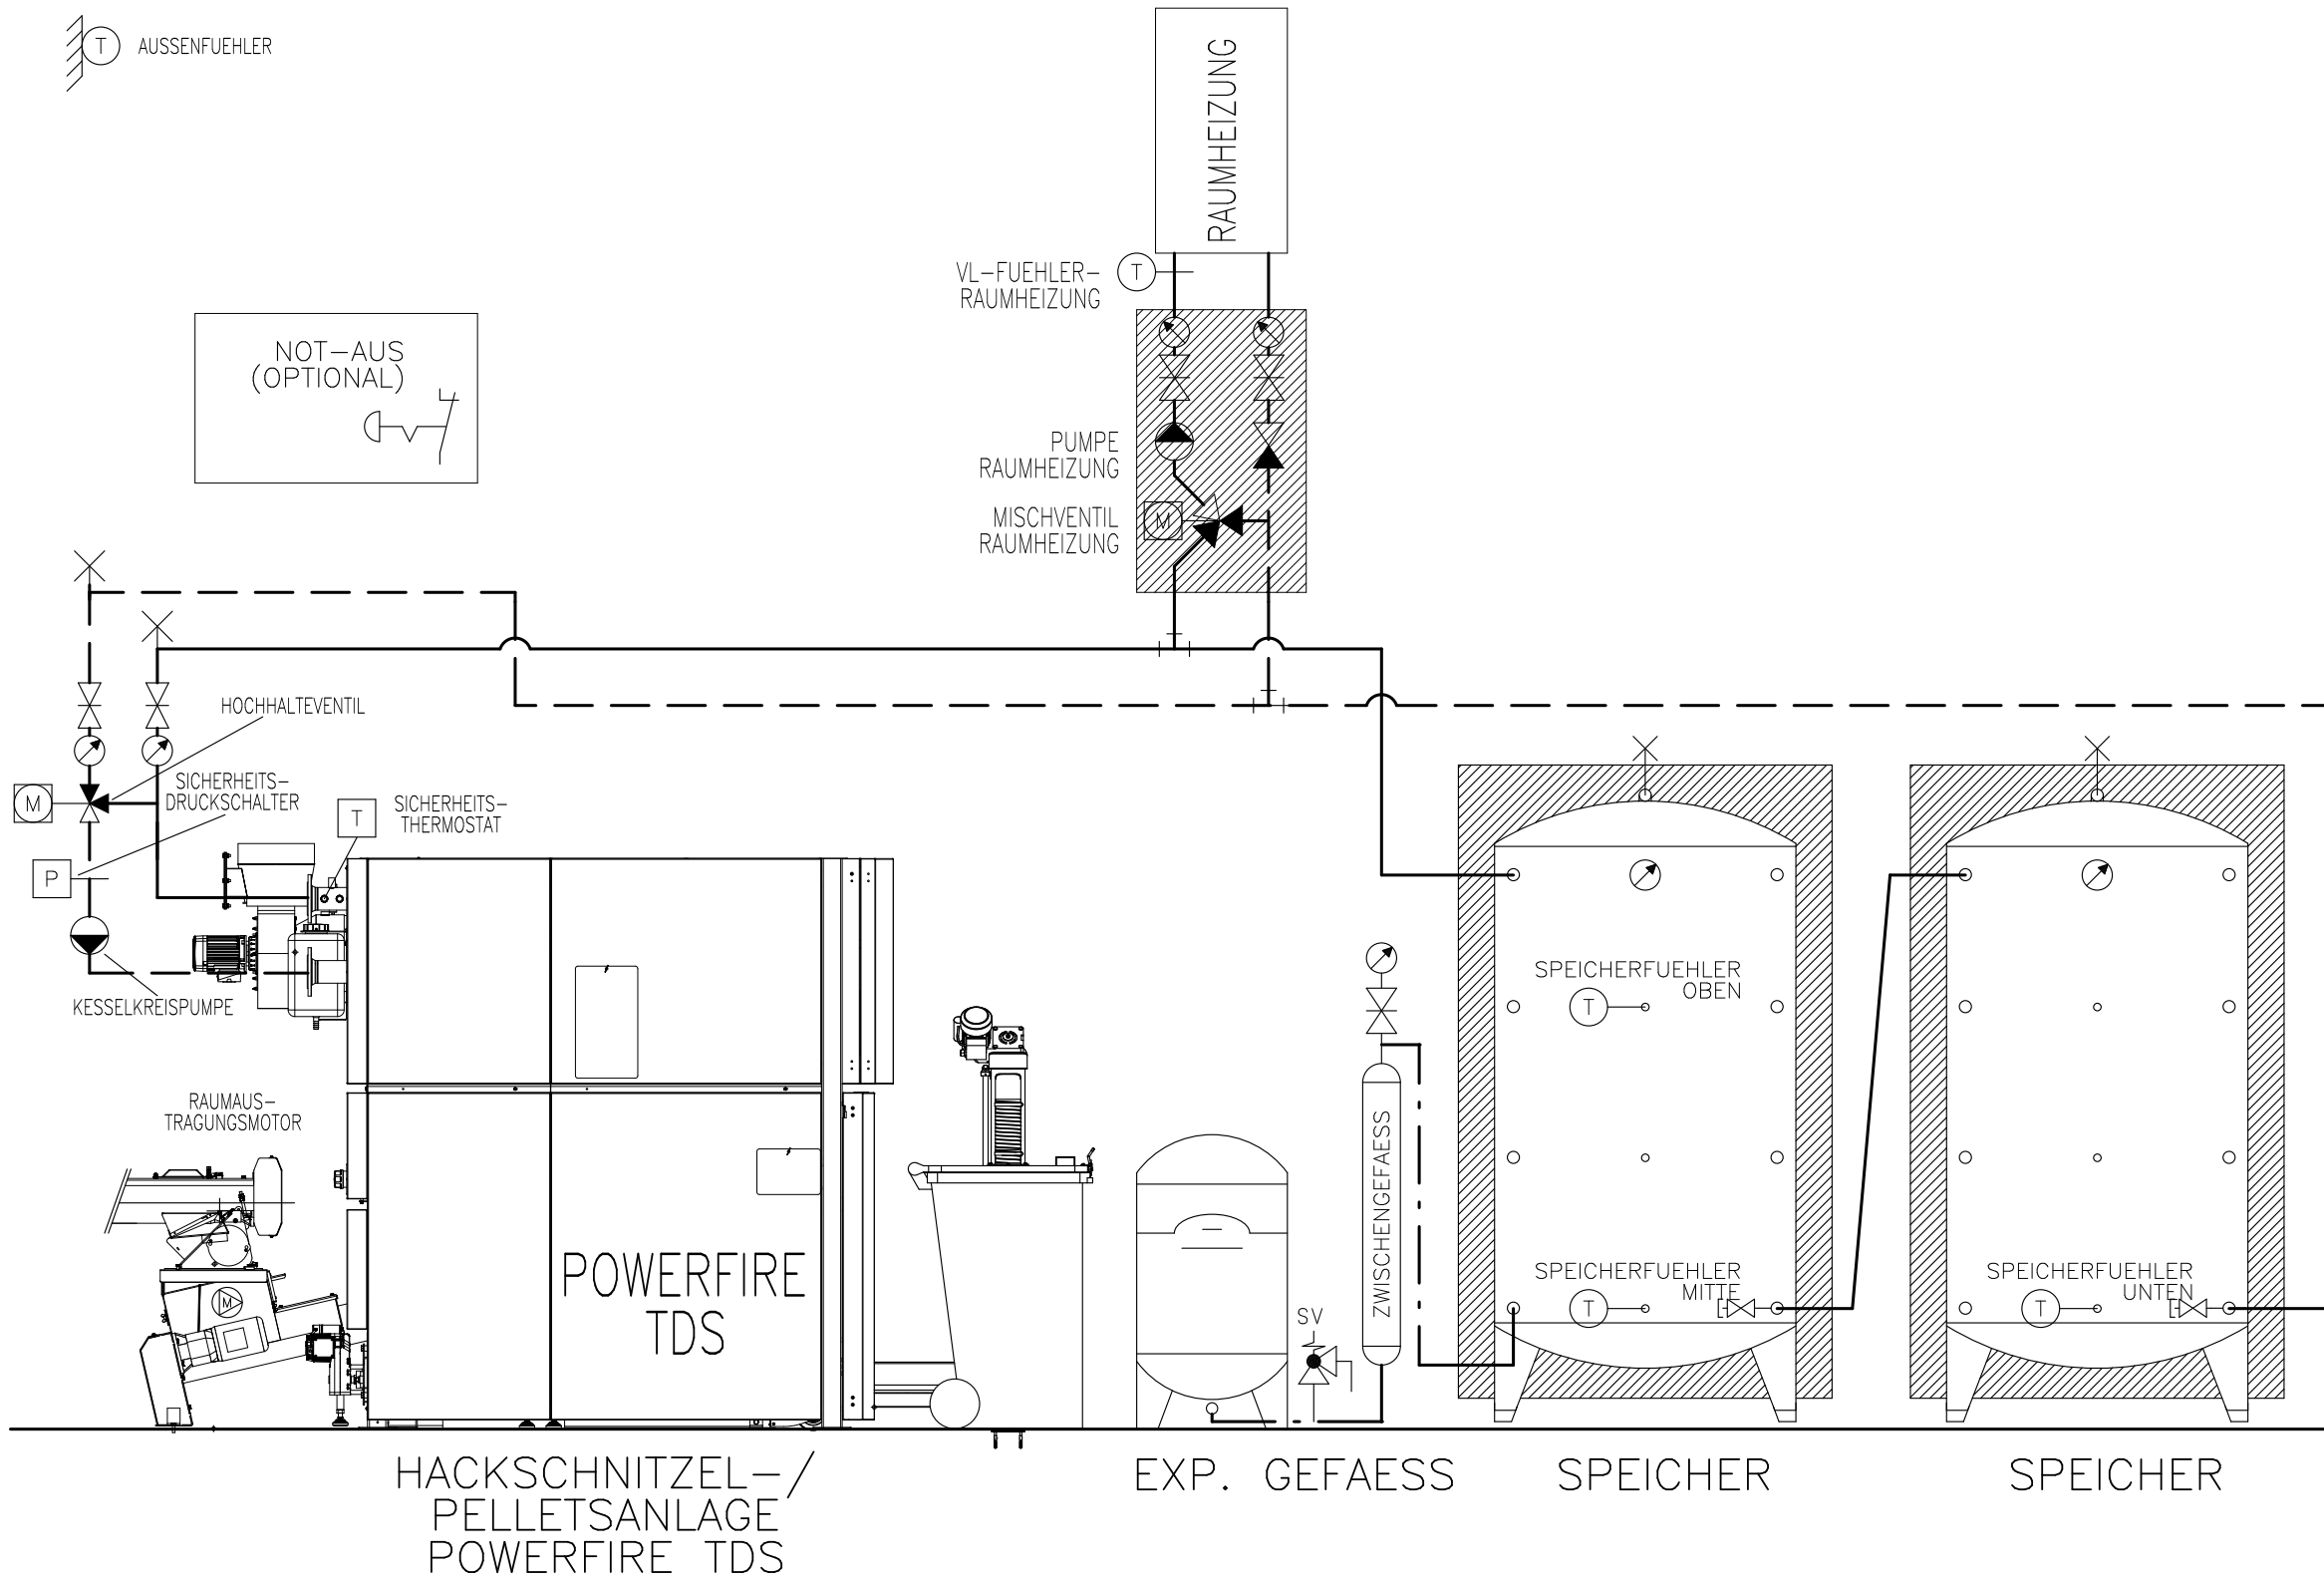 T AUSSENFUEHLER
RAUMHEIZUNG
VL-FUEHLER-
RAUMHEIZUNG
T
NOT-AUS
(OPTIONAL)
PUMPE
RAUMHEIZUNG
MISCHVENTIL
RAUMHEIZUNG
M
HOCHHALTEVENTIL
SICHERHEITS-
DRUCKSCHALTER
M
T
SICHERHEITS-
THERMOSTAT
P
KESSELKREISPUMPE
SPEICHERFUEHLER
OBEN
T
RAUMAUS-
TRAGUNGSMOTOR
M
POWERFIRE
TDS
ZWISCHENGEFAESS
SV
SPEICHERFUEHLER
MITTE
T
SPEICHERFUEHLER
UNTEN
T
HACKSCHNITZEL-
PELLETSANLAGE
POWERFIRE TDS
EXP. GEFAESS
SPEICHER
SPEICHER